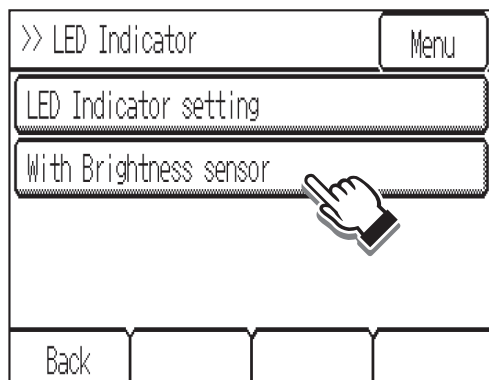 >> LED Indicator
Menu
LED Indicator setting
With Brightness sensor
Back